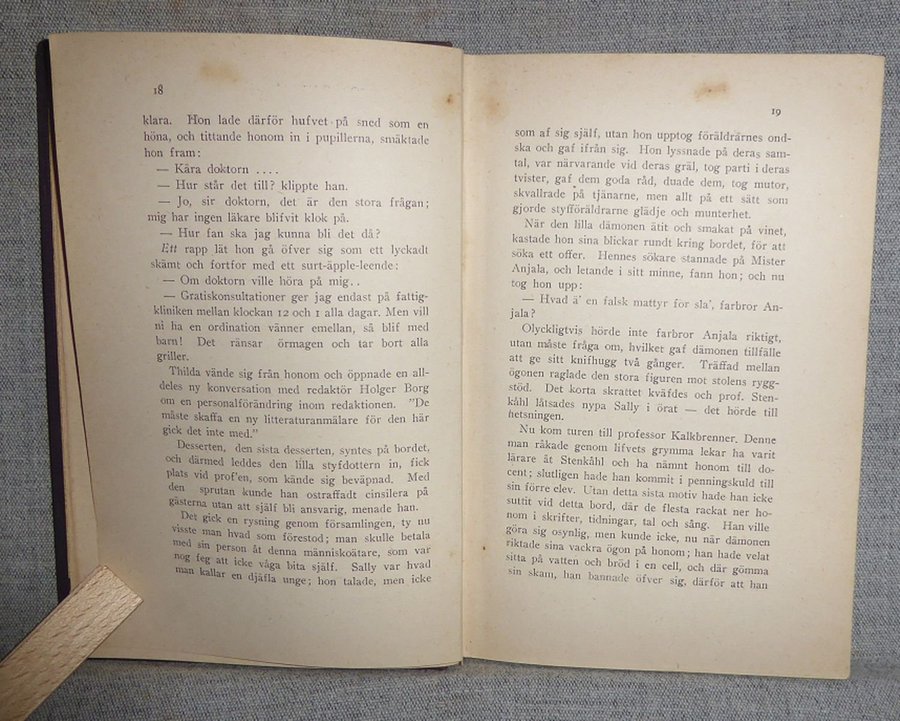 18
klara. Hon lade därför hufvet på sned som en
höna, och tittande honom in i pupillerna, smäktade
hon fram:
— Kära doktorn ....
— Hur står det till? klippte han.
— Jo, sir doktorn, det är den stora frågan;
mig har ingen läkare blifvit klok på.
— Hur fan ska jag kunna bli det då?
Ett rapp lät hon gå öfver sig som ett lyckadt
skämt och fortfor med ett surt-äpple-leende:
— Om doktorn ville höra på mig..
— Gratiskonsultationer ger jag endast på fattig-
kliniken mellan klockan 12 och 1 alla dagar. Men vill
ni ha en ordination vänner emellan, så blif med
barn! Det ränsar örmagen och tar bort alla
griller.
Thilda vände sig från honom och öppnade en all-
deles ny konversation med redaktör Holger Borg
om en personalförändring inom redaktionen. "De
måste skaffa en ny litteraturanmälare för den här
gick det inte med."
Desserten, den sista desserten, syntes på bordet,
och därmed leddes den lilla styfdottern in, fick
plats vid prof'en, som kände sig beväpnad. Med
den sprutan kunde han ostraffadt cinsilera på
gästerna utan att själf bli ansvarig, menade han.
Det gick en rysning genom församlingen, ty nu
visste man hvad som förestod; man skulle betala
med sin person åt denna människoätare, som var
nog feg att icke våga bita själf. Sally var hvad
man kallar en djäfla unge; hon talade, men icke
19
som af sig själf, utan hon upptog föräldrarnes ond-
ska och gaf ifrån sig. Hon lyssnade på deras sam-
tal, var närvarande vid deras gräl, tog parti i deras
tvister, gaf dem goda råd, duade dem, tog mutor,
skvallrade på tjänarne, men allt på ett sätt som
gjorde styfföräldrarne glädje och munterhet.
När den lilla dämonen ätit och smakat på vinet,
kastade hon sina blickar rundt kring bordet, för att
söka ett offer. Hennes sökare stannade på Mister
Anjala, och letande i sitt minne, fann hon; och nu
tog hon upp:
— Hvad ä' en falsk mattyr for sla', farbror An-
jala?
Olyckligtvis hörde inte farbror Anjala riktigt,
utan måste fråga om, hvilket gaf dämonen tillfälle
att ge sitt knifhugg två gånger. Träffad mellan
ögonen raglade den stora figuren mot stolens rygg-
stöd. Det korta skrattet kväfdes och prof. Sten-
kåhl låtsades nypa Sally i örat — det hörde till
hetsningen.
Nu kom turen till professor Kalkbrenner. Denne
man råkade genom lifvets grymma lekar ha varit
lärare åt Stenkåhl och ha nämnt honom till do-
cent; slutligen hade han kommit i penningskuld till
sin förre elev. Utan detta sista motiv hade han icke
suttit vid detta bord, där de flesta rackat ner ho-
nom i skrifter, tidningar, tal och sång. Han ville
göra sig osynlig, men kunde icke, nu när dämonen
riktade sina vackra ögon på honom; han hade velat
sitta på vatten och bröd i en cell, och där gömma
sin skam, han bannade öfver sig, därför att han